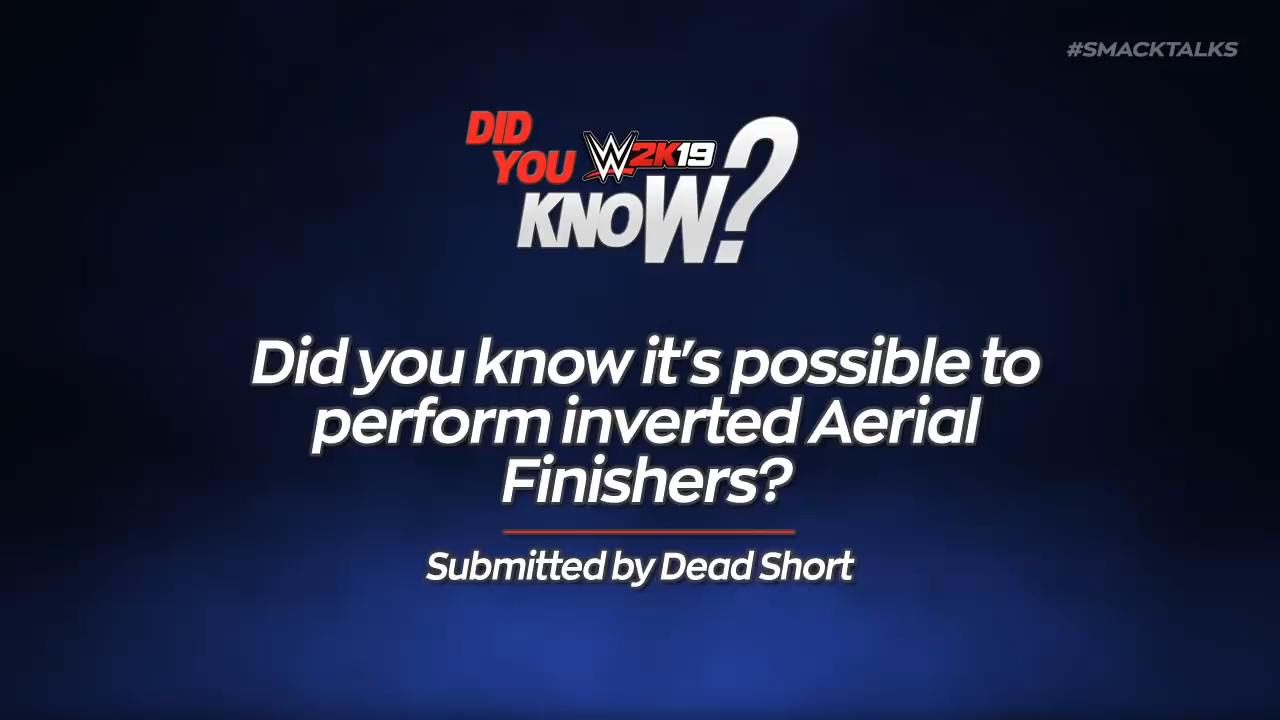 #SMACKTALKS
DID
YOU W2K19
KNOW?
Did you know it's possible to
perform inverted Aerial
Finishers?
Submitted by Dead Short